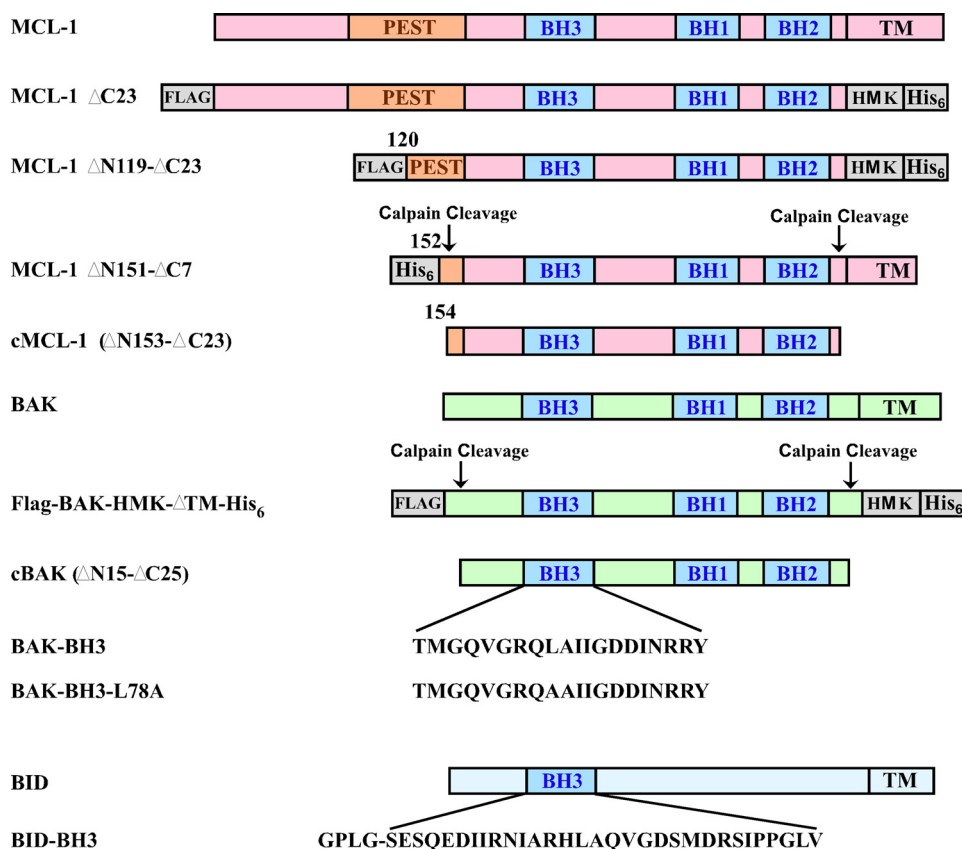 MCL-1 PEST BH3 BH1 BH2 TM
MCL-1 △C23 FLAG PEST BH3 BH1 BH2 HMK His₆
120
MCL-1 △N119-△C23 FLAG PEST BH3 BH1 BH2 HMK His₆
Calpain Cleavage Calpain Cleavage
152
MCL-1 △N151-△C7 His₆ BH3 BH1 BH2 TM
154
cMCL-1 (△N153-△C23) BH3 BH1 BH2
BAK BH3 BH1 BH2 TM
Calpain Cleavage Calpain Cleavage
Flag-BAK-HMK-△TM-His₆ FLAG BH3 BH1 BH2 HMK His₆
cBAK (△N15-△C25) BH3 BH1 BH2
BAK-BH3 TMGQVGRQLAIIGDDINRRY
BAK-BH3-L78A TMGQVGRQAAIIGDDINRRY
BID BH3 TM
BID-BH3 GPLG-SESQEDIIRNIARHLAQVGDSMDRSIPPGLV